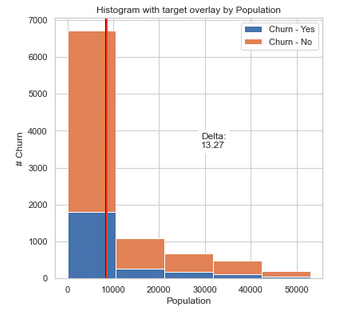 Histogram with target overlay by Population
7000
Churn - Yes
Churn - No
6000
5000
4000
Delta:
13.27
# Churn
3000
2000
1000
0
0 10000 20000 30000 40000 50000
Population